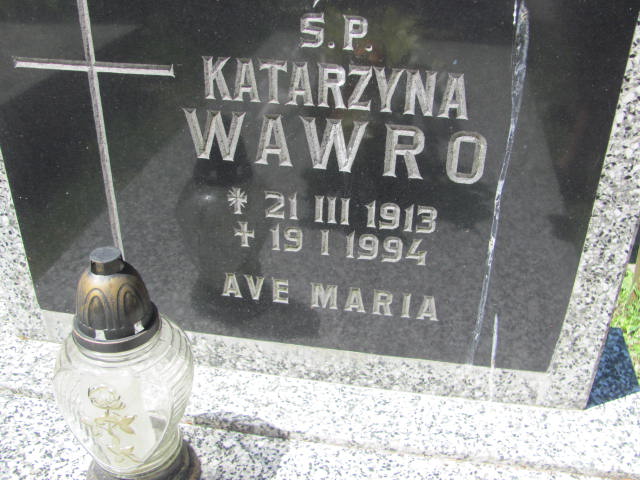 Ś.P.
KATARZYNA
WAWRO
* 21 III 1913
+ 19 I 1994
AVE MARIA